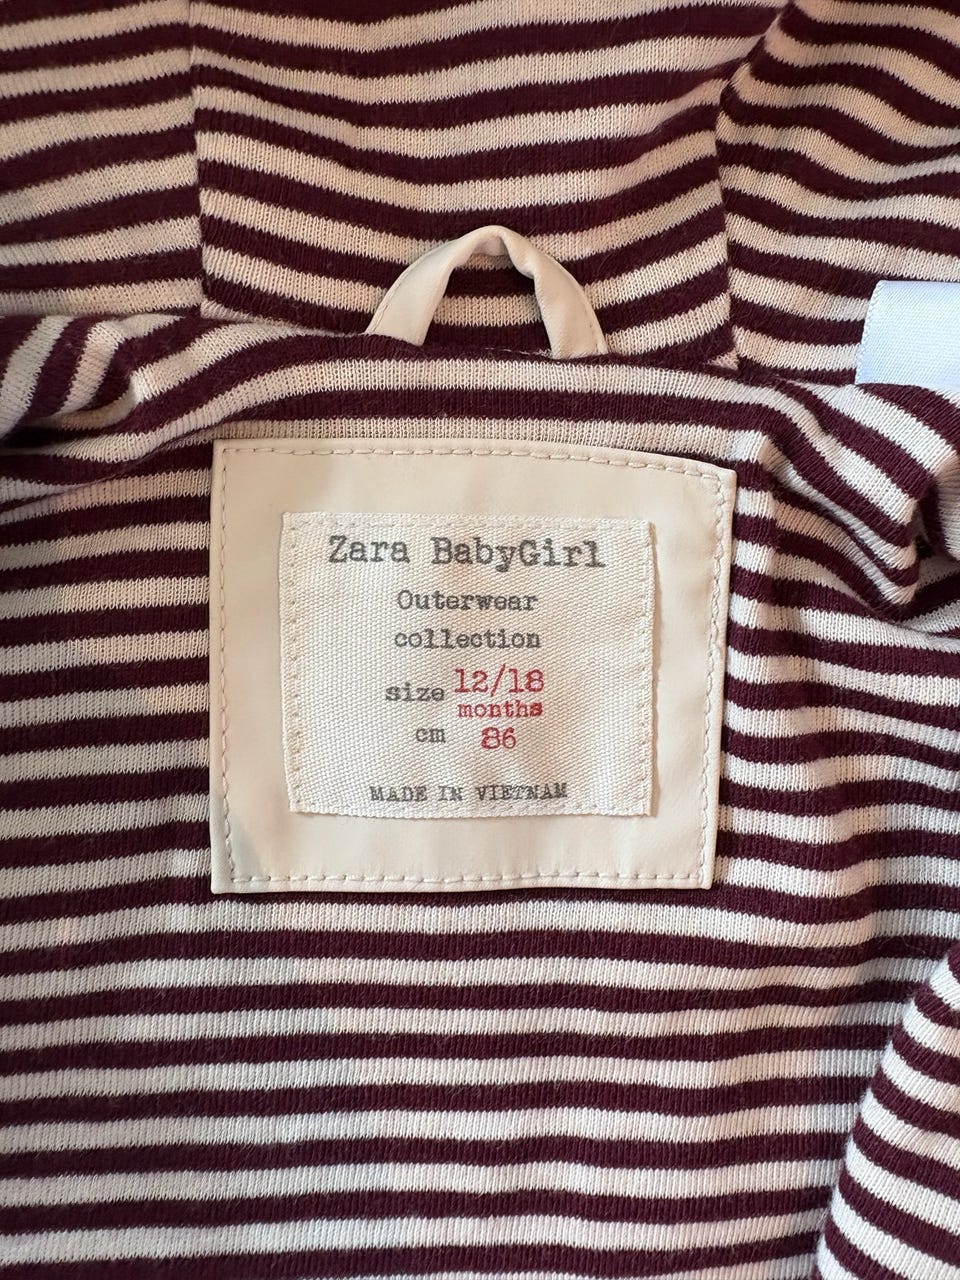 Zara BabyGirl
Outerwear
collection
size 12/18
months
cm 86
MADE IN VIETNAM